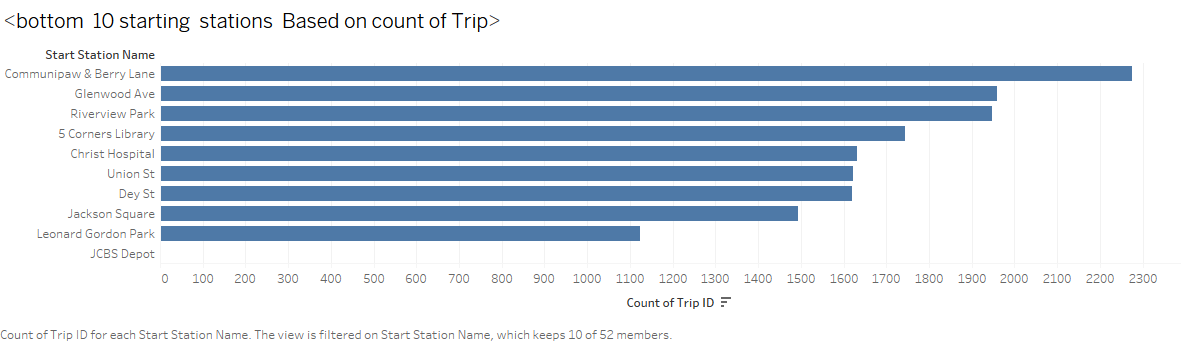 <bottom 10 starting stations Based on count of Trip>
Start Station Name
Communipaw & Berry Lane
Glenwood Ave
Riverview Park
5 Corners Library
Christ Hospital
Union St
Dey St
Jackson Square
Leonard Gordon Park
JCBS Depot
0 100 200 300 400 500 600 700 800 900 1000 1100 1200 1300 1400 1500 1600 1700 1800 1900 2000 2100 2200 2300
Count of Trip ID
Count of Trip ID for each Start Station Name. The view is filtered on Start Station Name, which keeps 10 of 52 members.